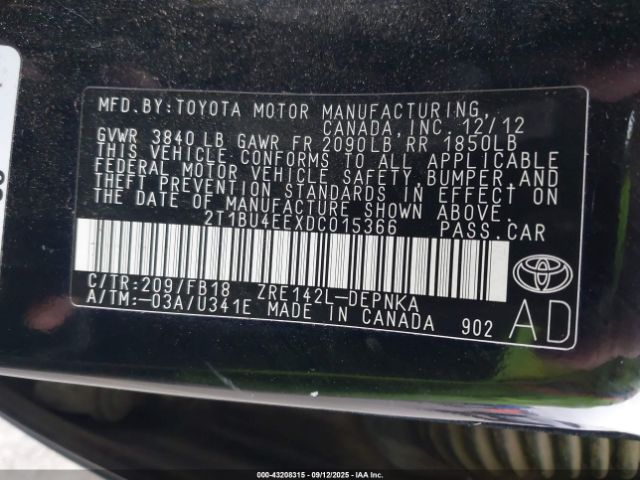 MFD.BY:TOYOTA MOTOR MANUFACTURING,
CANADA, INC. 12/12
GVWR 3840 LB GAWR FR 2090LB RR 1850LB
THIS VEHICLE CONFORMS TO ALL APPLICABLE
FEDERAL MOTOR VEHICLE SAFETY, BUMPER, AND
THEFT PREVENTION STANDARDS IN EFFECT ON
THE DATE OF MANUFACTURE SHOWN ABOVE.
2T1BU4EEXDC015366 PASS.CAR
C/TR:209/FB18 ZRE142L-DEPNKA
A/TM:-03A/U341E MADE IN CANADA 902
AD
000-43208315 - 09/12/2025 - IAA Inc.